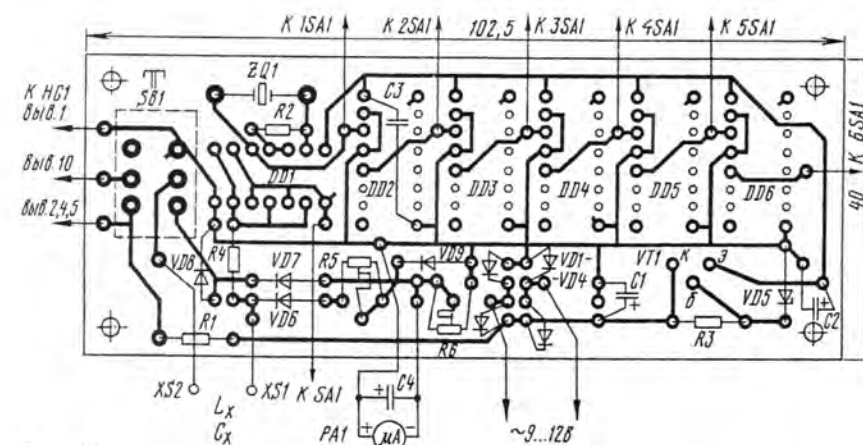 К 1SA1 К 2SA1 102,5 К 3SA1 К 4SA1 К 5SA1
ZQ1
К HG1
выв.1
SB1
C3
R2
К 6SA1
выв.10
DD1 DD2 DD3 DD4 DD5 DD6
40
выв.2,4,5
R4 VD8 VD7 R5 VD9 VD1-
-VD4 C1 VT1 К Э
б VD5
VD6 C2
R1 R6 R3
XS2 XS1 К SA1 C4
Lx
Cx
PA1 + μA - ~9...12В